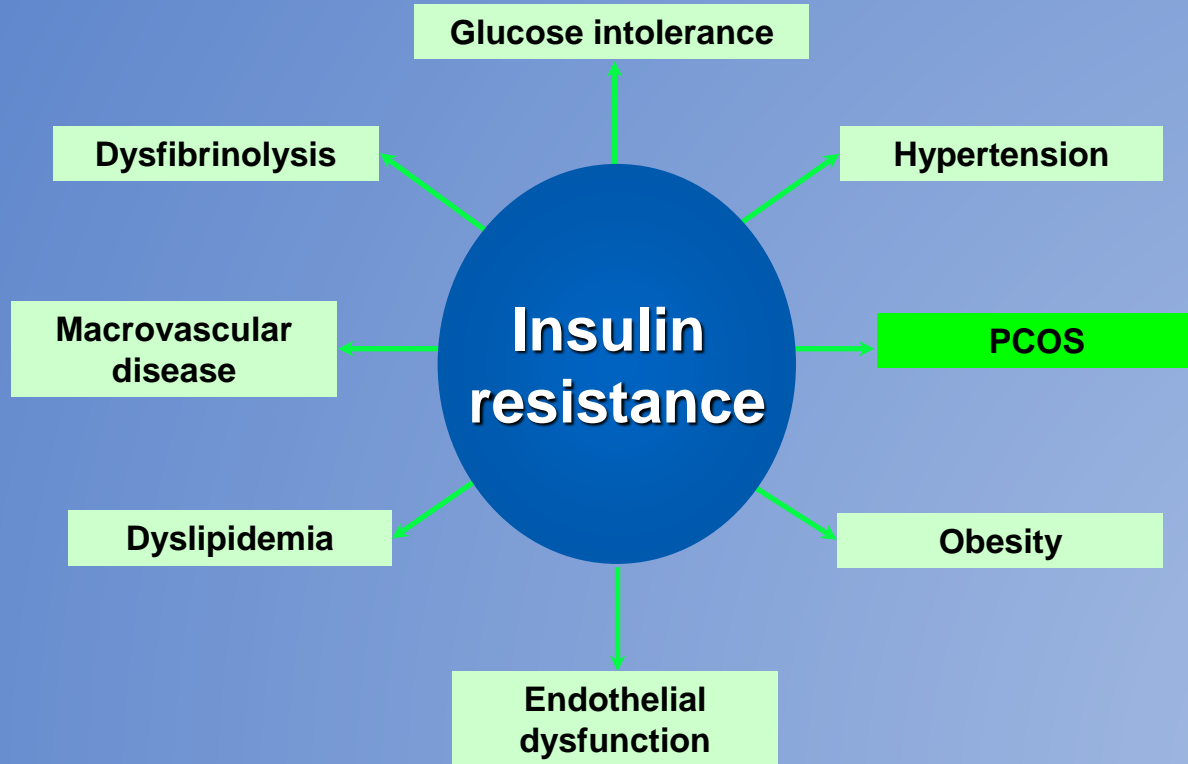 Glucose intolerance
Dysfibrinolysis
Hypertension
Insulin
resistance
Macrovascular
disease
PCOS
Dyslipidemia
Obesity
Endothelial
dysfunction